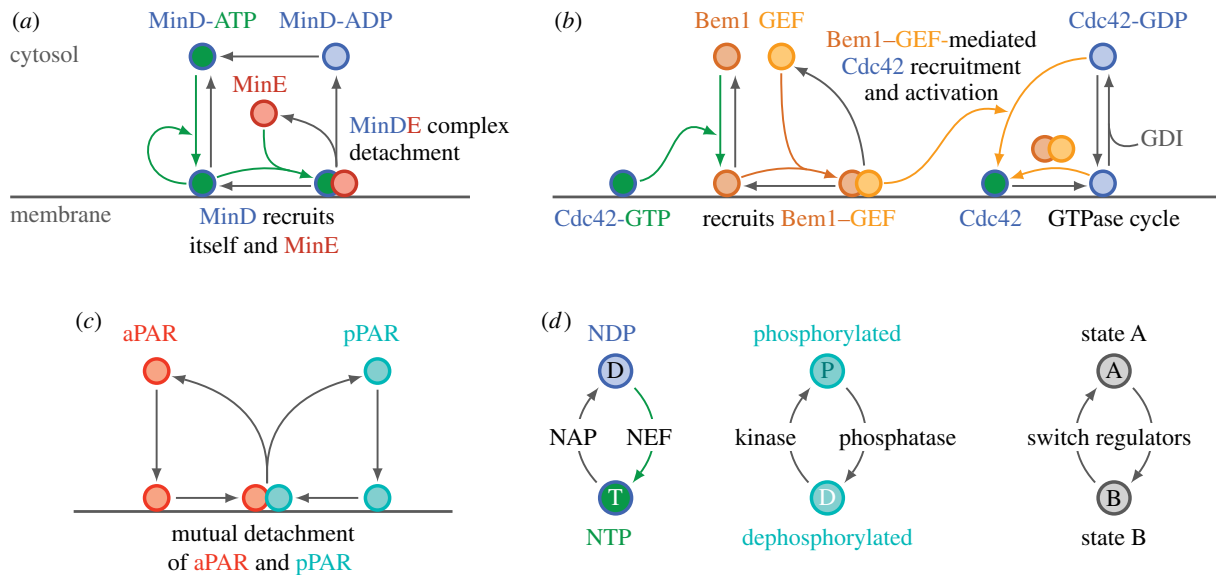 (a)
MinD-ATP MinD-ADP
cytosol
MinE
MinDE complex
detachment
membrane
MinD recruits
itself and MinE
(b)
Bem1 GEF
Bem1–GEF-mediated
Cdc42 recruitment
and activation
Cdc42-GDP
GDI
Cdc42-GTP
recruits Bem1–GEF
Cdc42
GTPase cycle
(c)
aPAR
pPAR
mutual detachment
of aPAR and pPAR
(d)
NDP
D
NAP
NEF
T
NTP
phosphorylated
P
kinase
phosphatase
D
dephosphorylated
state A
A
switch regulators
B
state B